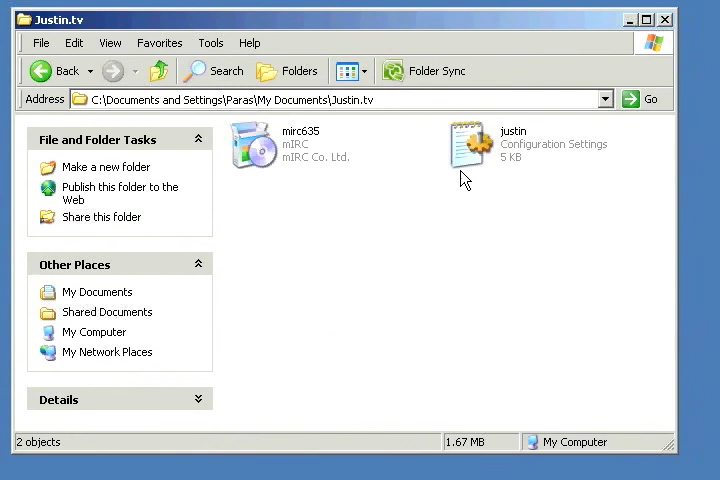 Justin.tv
File Edit View Favorites Tools Help
Back Search Folders Folder Sync
Address C:\Documents and Settings\Paras\My Documents\Justin.tv Go
File and Folder Tasks
Make a new folder
Publish this folder to the
Web
Share this folder
Other Places
My Documents
Shared Documents
My Computer
My Network Places
Details
mirc635
mIRC
mIRC Co. Ltd.
justin
Configuration Settings
5 KB
2 objects 1.67 MB My Computer